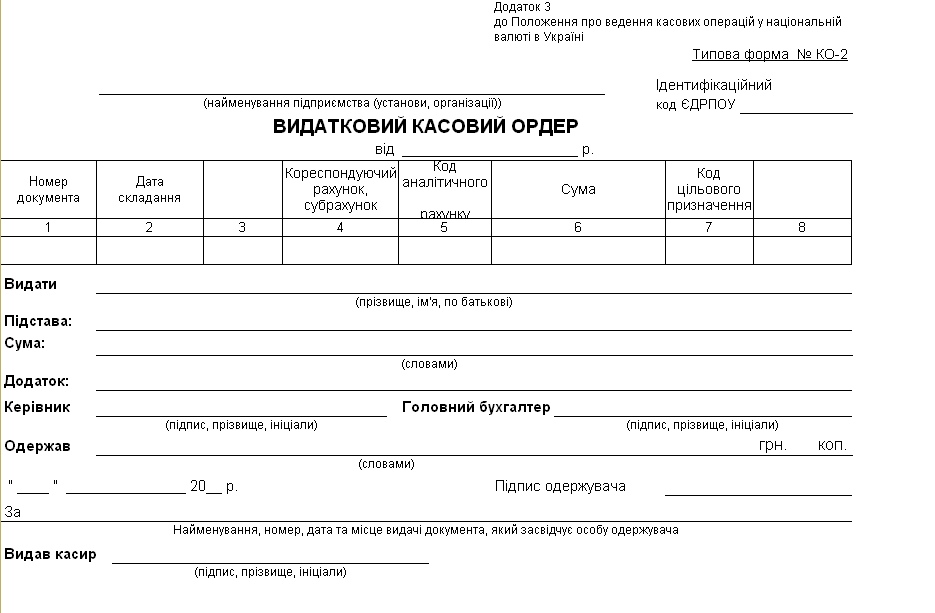 Додаток 3
до Положення про ведення касових операцій у національній
валюті в Україні
Типова форма № КО-2
Ідентифікаційний
код ЄДРПОУ
(найменування підприємства (установи, організації))
ВИДАТКОВИЙ КАСОВИЙ ОРДЕР
від р.
Номер документа
Дата складання
Кореспондуючий рахунок, субрахунок
Код аналітичного рахунку
Сума
Код цільового призначення
1 2 3 4 5 6 7 8
Видати
(прізвище, ім'я, по батькові)
Підстава:
Сума:
(словами)
Додаток:
Керівник Головний бухгалтер
(підпис, прізвище, ініціали) (підпис, прізвище, ініціали)
Одержав грн. коп.
(словами)
" ____ " _______________ 20__ р. Підпис одержувача
За
Найменування, номер, дата та місце видачі документа, який засвідчує особу одержувача
Видав касир
(підпис, прізвище, ініціали)